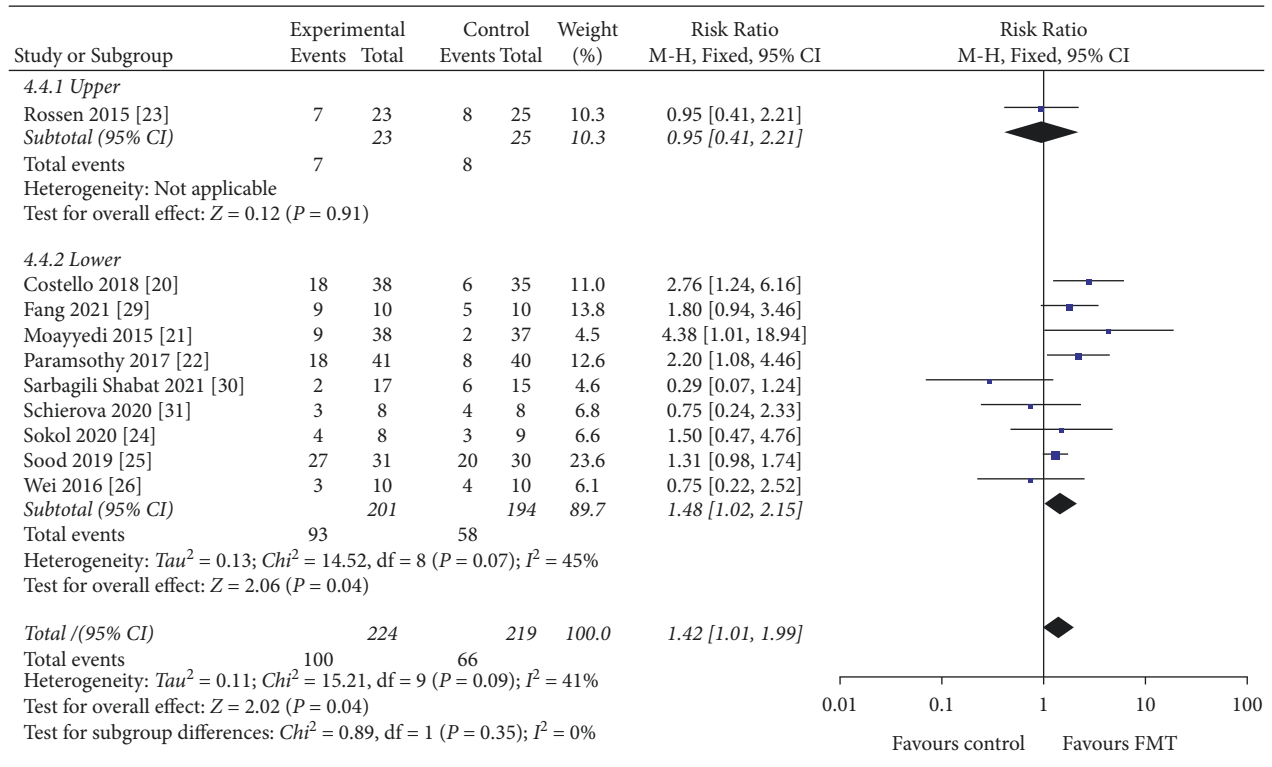 Experimental Control Weight Risk Ratio Risk Ratio
Study or Subgroup Events Total Events Total (%) M-H, Fixed, 95% CI M-H, Fixed, 95% CI
4.4.1 Upper
Rossen 2015 [23] 7 23 8 25 10.3 0.95 [0.41, 2.21]
Subtotal (95% CI) 23 25 10.3 0.95 [0.41, 2.21]
Total events 7 8
Heterogeneity: Not applicable
Test for overall effect: Z = 0.12 (P = 0.91)
4.4.2 Lower
Costello 2018 [20] 18 38 6 35 11.0 2.76 [1.24, 6.16]
Fang 2021 [29] 9 10 5 10 13.8 1.80 [0.94, 3.46]
Moayyedi 2015 [21] 9 38 2 37 4.5 4.38 [1.01, 18.94]
Paramsothy 2017 [22] 18 41 8 40 12.6 2.20 [1.08, 4.46]
Sarbagili Shabat 2021 [30] 2 17 6 15 4.6 0.29 [0.07, 1.24]
Schierova 2020 [31] 3 8 4 8 6.8 0.75 [0.24, 2.33]
Sokol 2020 [24] 4 8 3 9 6.6 1.50 [0.47, 4.76]
Sood 2019 [25] 27 31 20 30 23.6 1.31 [0.98, 1.74]
Wei 2016 [26] 3 10 4 10 6.1 0.75 [0.22, 2.52]
Subtotal (95% CI) 201 194 89.7 1.48 [1.02, 2.15]
Total events 93 58
Heterogeneity: Tau² = 0.13; Chi² = 14.52, df = 8 (P = 0.07); I² = 45%
Test for overall effect: Z = 2.06 (P = 0.04)
Total /(95% CI) 224 219 100.0 1.42 [1.01, 1.99]
Total events 100 66
Heterogeneity: Tau² = 0.11; Chi² = 15.21, df = 9 (P = 0.09); I² = 41%
Test for overall effect: Z = 2.02 (P = 0.04)
Test for subgroup differences: Chi² = 0.89, df = 1 (P = 0.35); I² = 0%
0.01 0.1 1 10 100
Favours control Favours FMT